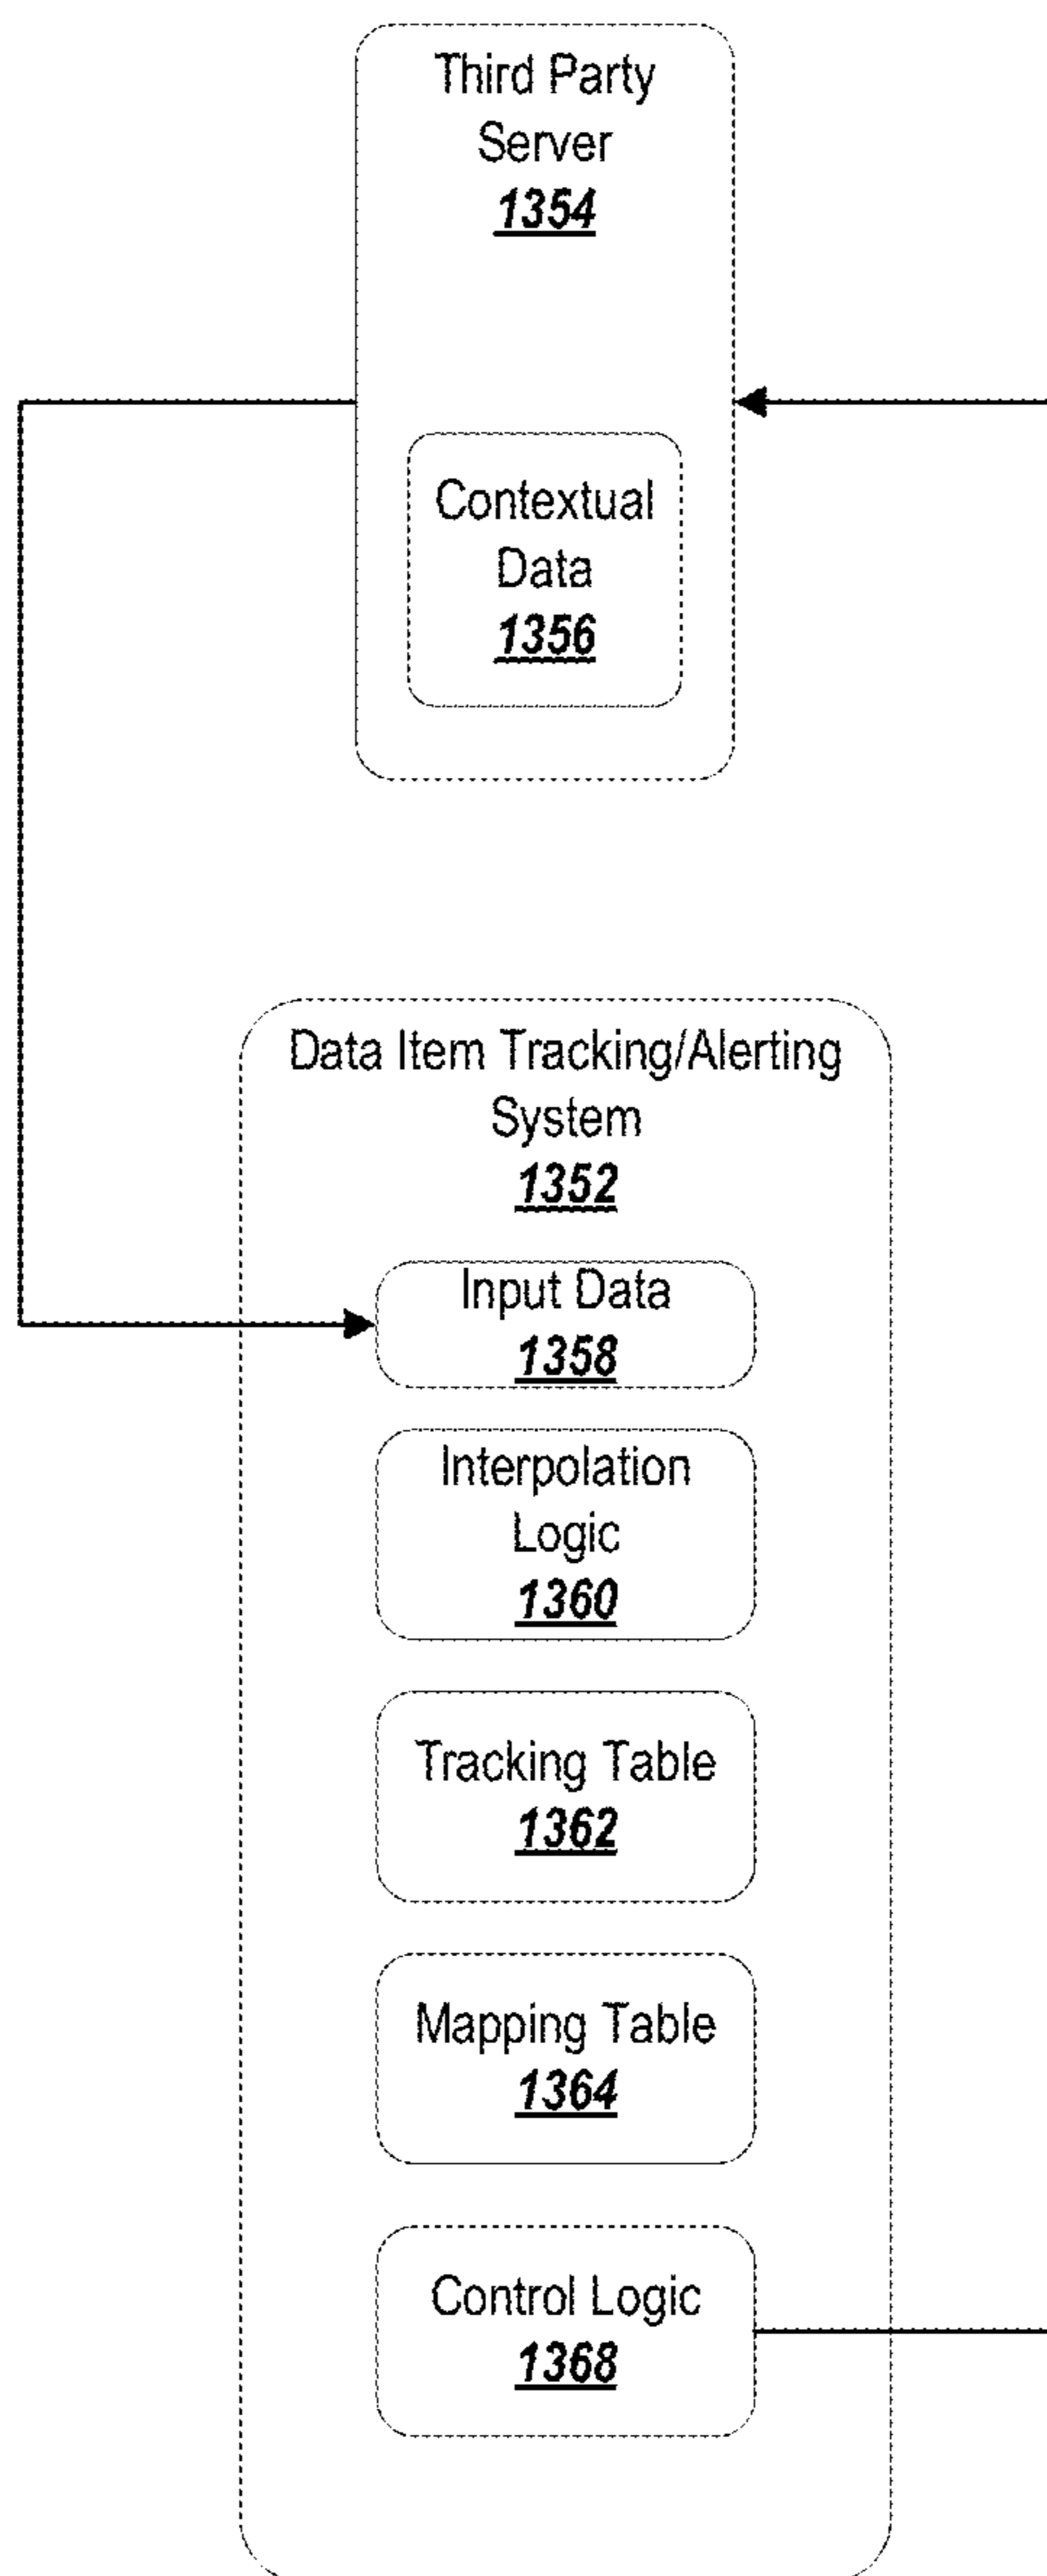 Third Party
Server
1354
Contextual
Data
1356
Data Item Tracking/Alerting
System
1352
Input Data
1358
Interpolation
Logic
1360
Tracking Table
1362
Mapping Table
1364
Control Logic
1368